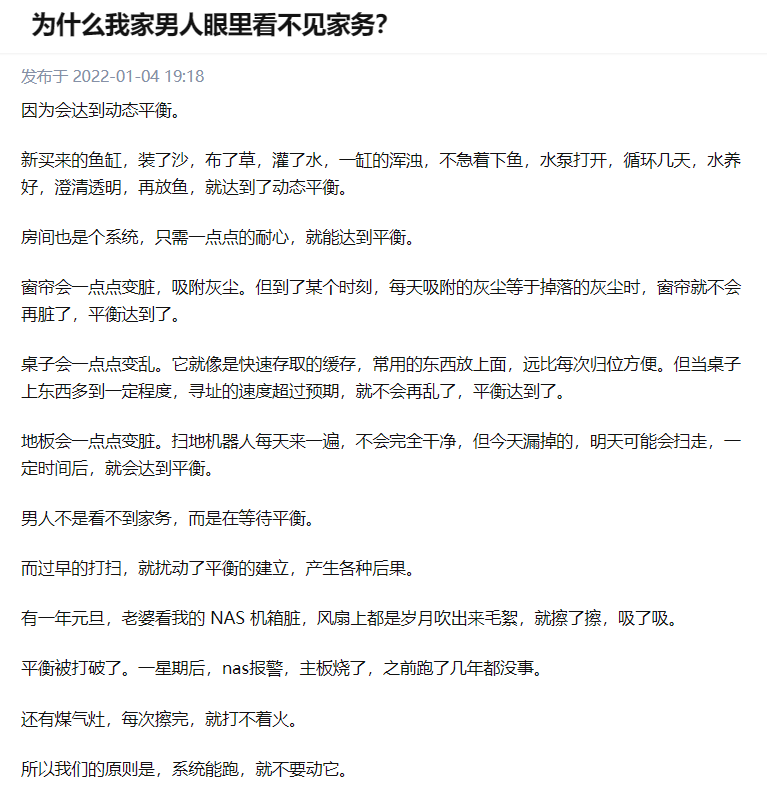 为什么我家男人眼里看不见家务？
发布于 2022-01-04 19:18
因为会达到动态平衡。
新买来的鱼缸，装了沙，布了草，灌了水，一缸的浑浊，不急着下鱼，水泵打开，循环几天，水养
好，澄清透明，再放鱼，就达到了动态平衡。
房间也是个系统，只需一点点的耐心，就能达到平衡。
窗帘会一点点变脏，吸附灰尘。但到了某个时刻，每天吸附的灰尘等于掉落的灰尘时，窗帘就不会
再脏了，平衡达到了。
桌子会一点点变乱。它就像是快速存取的缓存，常用的东西放上面，远比每次归位方便。但当桌子
上东西多到一定程度，寻址的速度超过预期，就不会再乱了，平衡达到了。
地板会一点点变脏。扫地机器人每天来一遍，不会完全干净，但今天漏掉的，明天可能会扫走，一
定时间后，就会达到平衡。
男人不是看不到家务，而是在等待平衡。
而过早的打扫，就扰动了平衡的建立，产生各种后果。
有一年元旦，老婆看我的 NAS 机箱脏，风扇上都是岁月吹出来毛絮，就擦了擦，吸了吸。
平衡被打破了。一星期后，nas报警，主板烧了，之前跑了几年都没事。
还有煤气灶，每次擦完，就打不着火。
所以我们的原则是，系统能跑，就不要动它。